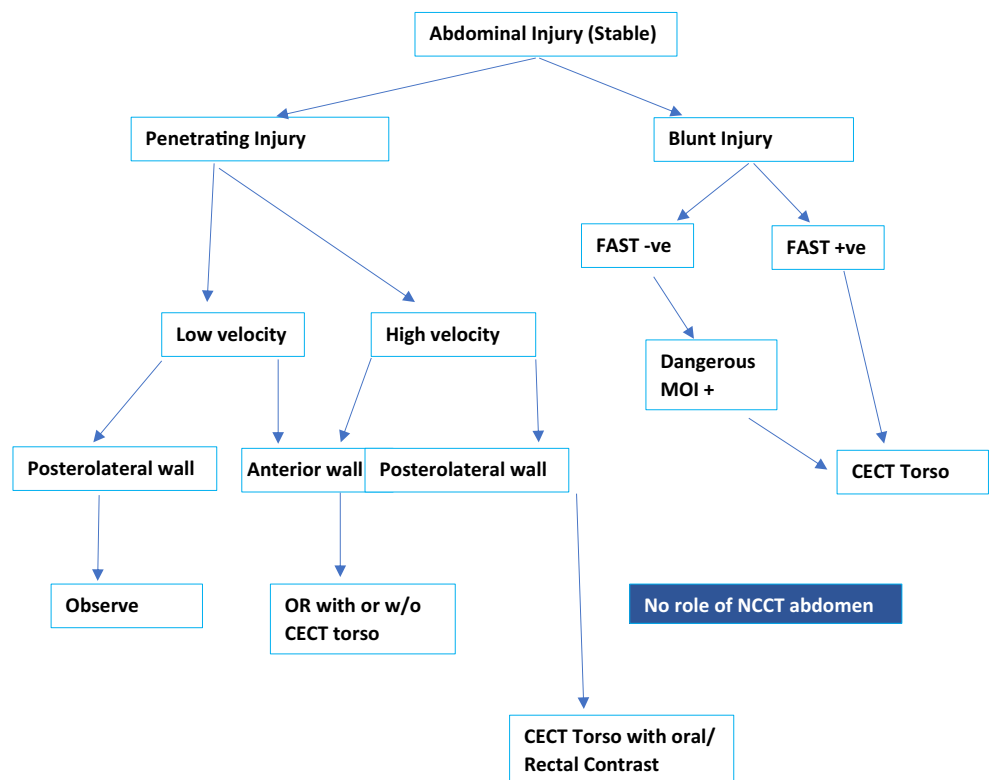 Abdominal Injury (Stable)
Penetrating Injury
Blunt Injury
FAST -ve
FAST +ve
Low velocity
High velocity
Dangerous
MOI +
Posterolateral wall
Anterior wall
Posterolateral wall
CECT Torso
Observe
OR with or w/o
CECT torso
No role of NCCT abdomen
CECT Torso with oral/
Rectal Contrast